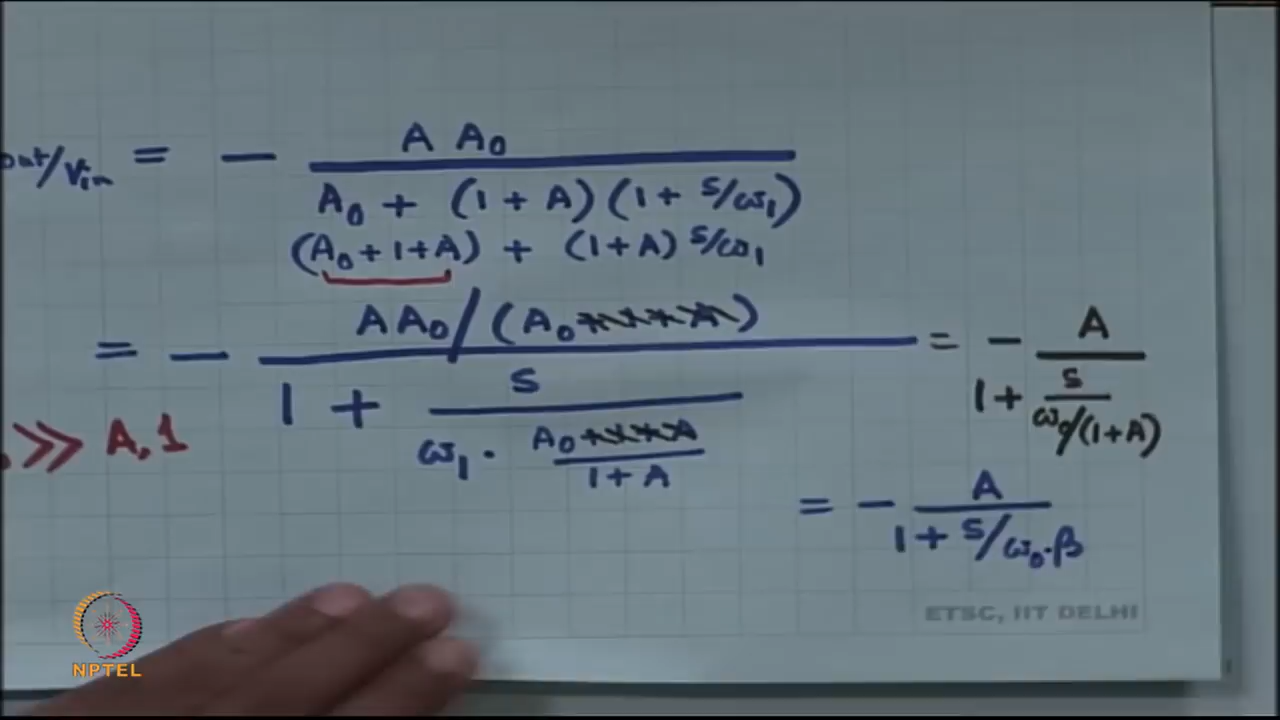 out/Vin = - A A0 / A0 + (1 + A) (1 + s/ω1)
(A0 + 1 + A) + (1+A) s/ω1
= - A A0 / (A0 + 1 + A) / 1 + s / ω1 · A0 + 1 + A / 1 + A = - A / 1 + s / ω0/(1+A)
>> A, 1
= - A / 1 + s/ω0·β
ETSC, IIT DELHI
NPTEL